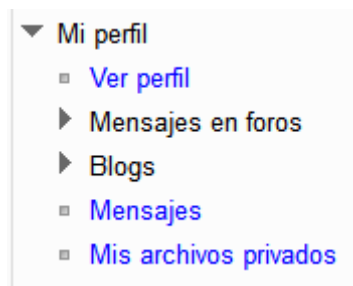 Mi perfil
Ver perfil
Mensajes en foros
Blogs
Mensajes
Mis archivos privados